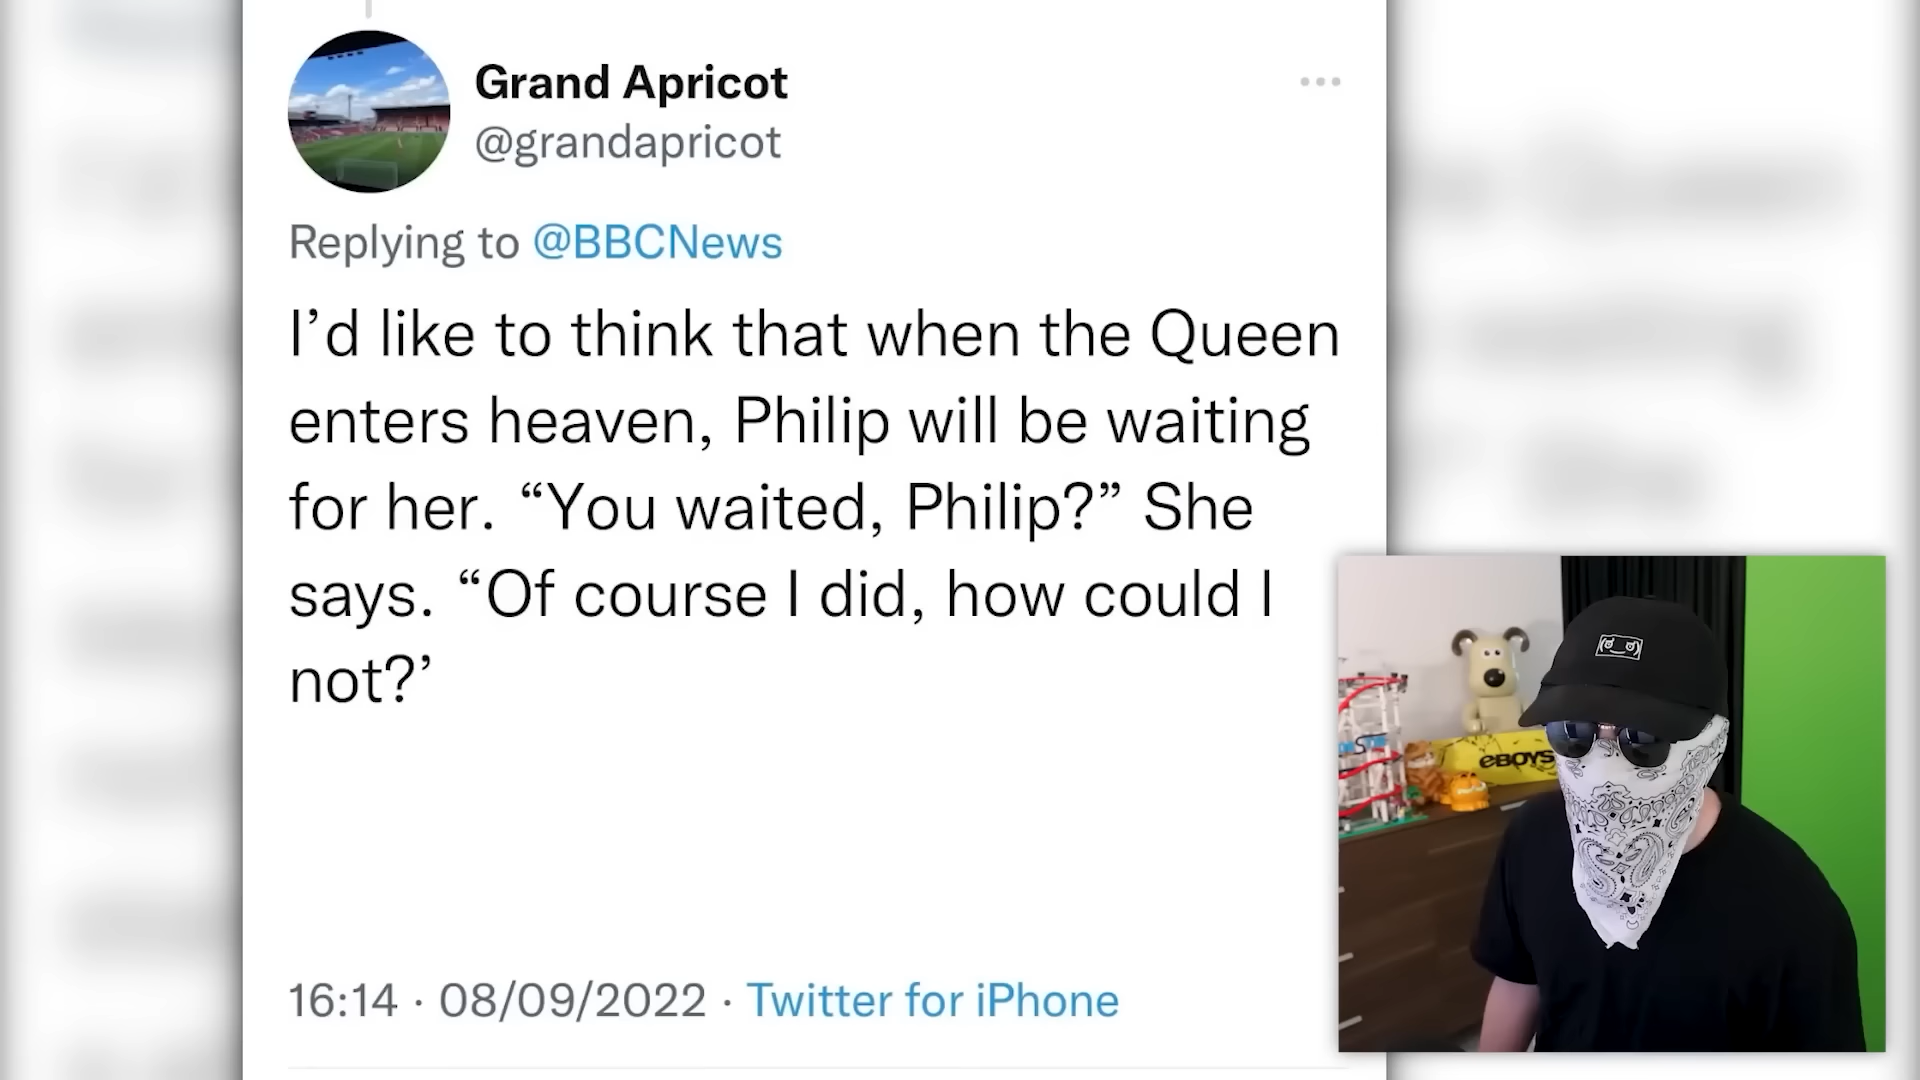 Grand Apricot
@grandapricot
Replying to @BBCNews
I’d like to think that when the Queen
enters heaven, Philip will be waiting
for her. “You waited, Philip?” She
says. “Of course I did, how could I
not?’
16:14 · 08/09/2022 · Twitter for iPhone
eBOYS